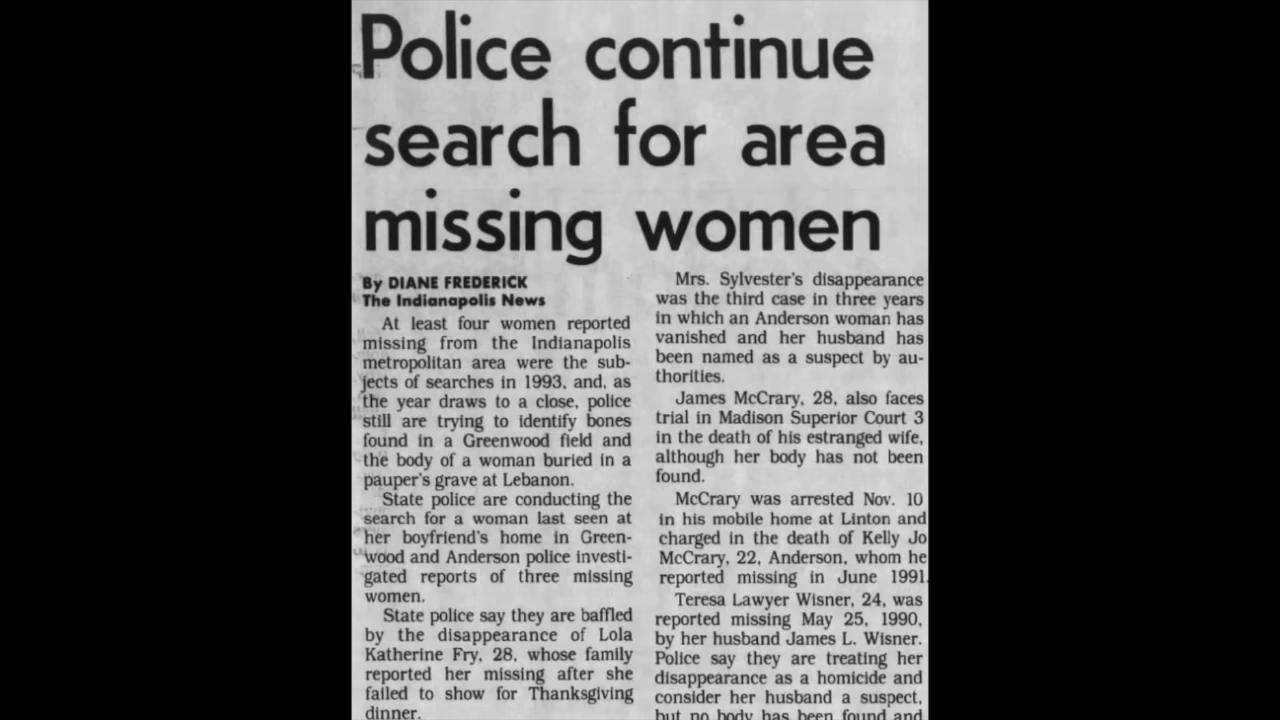 Police continue
search for area
missing women
By DIANE FREDERICK
The Indianapolis News
At least four women reported
missing from the Indianapolis
metropolitan area were the sub-
jects of searches in 1993, and, as
the year draws to a close, police
still are trying to identify bones
found in a Greenwood field and
the body of a woman buried in a
pauper's grave at Lebanon.
State police are conducting the
search for a woman last seen at
her boyfriend's home in Green-
wood and Anderson police investi-
gated reports of three missing
women.
State police say they are baffled
by the disappearance of Lola
Katherine Fry, 28, whose family
reported her missing after she
failed to show for Thanksgiving
dinner.
Mrs. Sylvester's disappearance
was the third case in three years
in which an Anderson woman has
vanished and her husband has
been named as a suspect by au-
thorities.
James McCrary, 28, also faces
trial in Madison Superior Court 3
in the death of his estranged wife,
although her body has not been
found.
McCrary was arrested Nov. 10
in his mobile home at Linton and
charged in the death of Kelly Jo
McCrary, 22, Anderson, whom he
reported missing in June 1991.
Teresa Lawyer Wisner, 24, was
reported missing May 25, 1990,
by her husband James L. Wisner.
Police say they are treating her
disappearance as a homicide and
consider her husband a suspect,
but no body has been found and